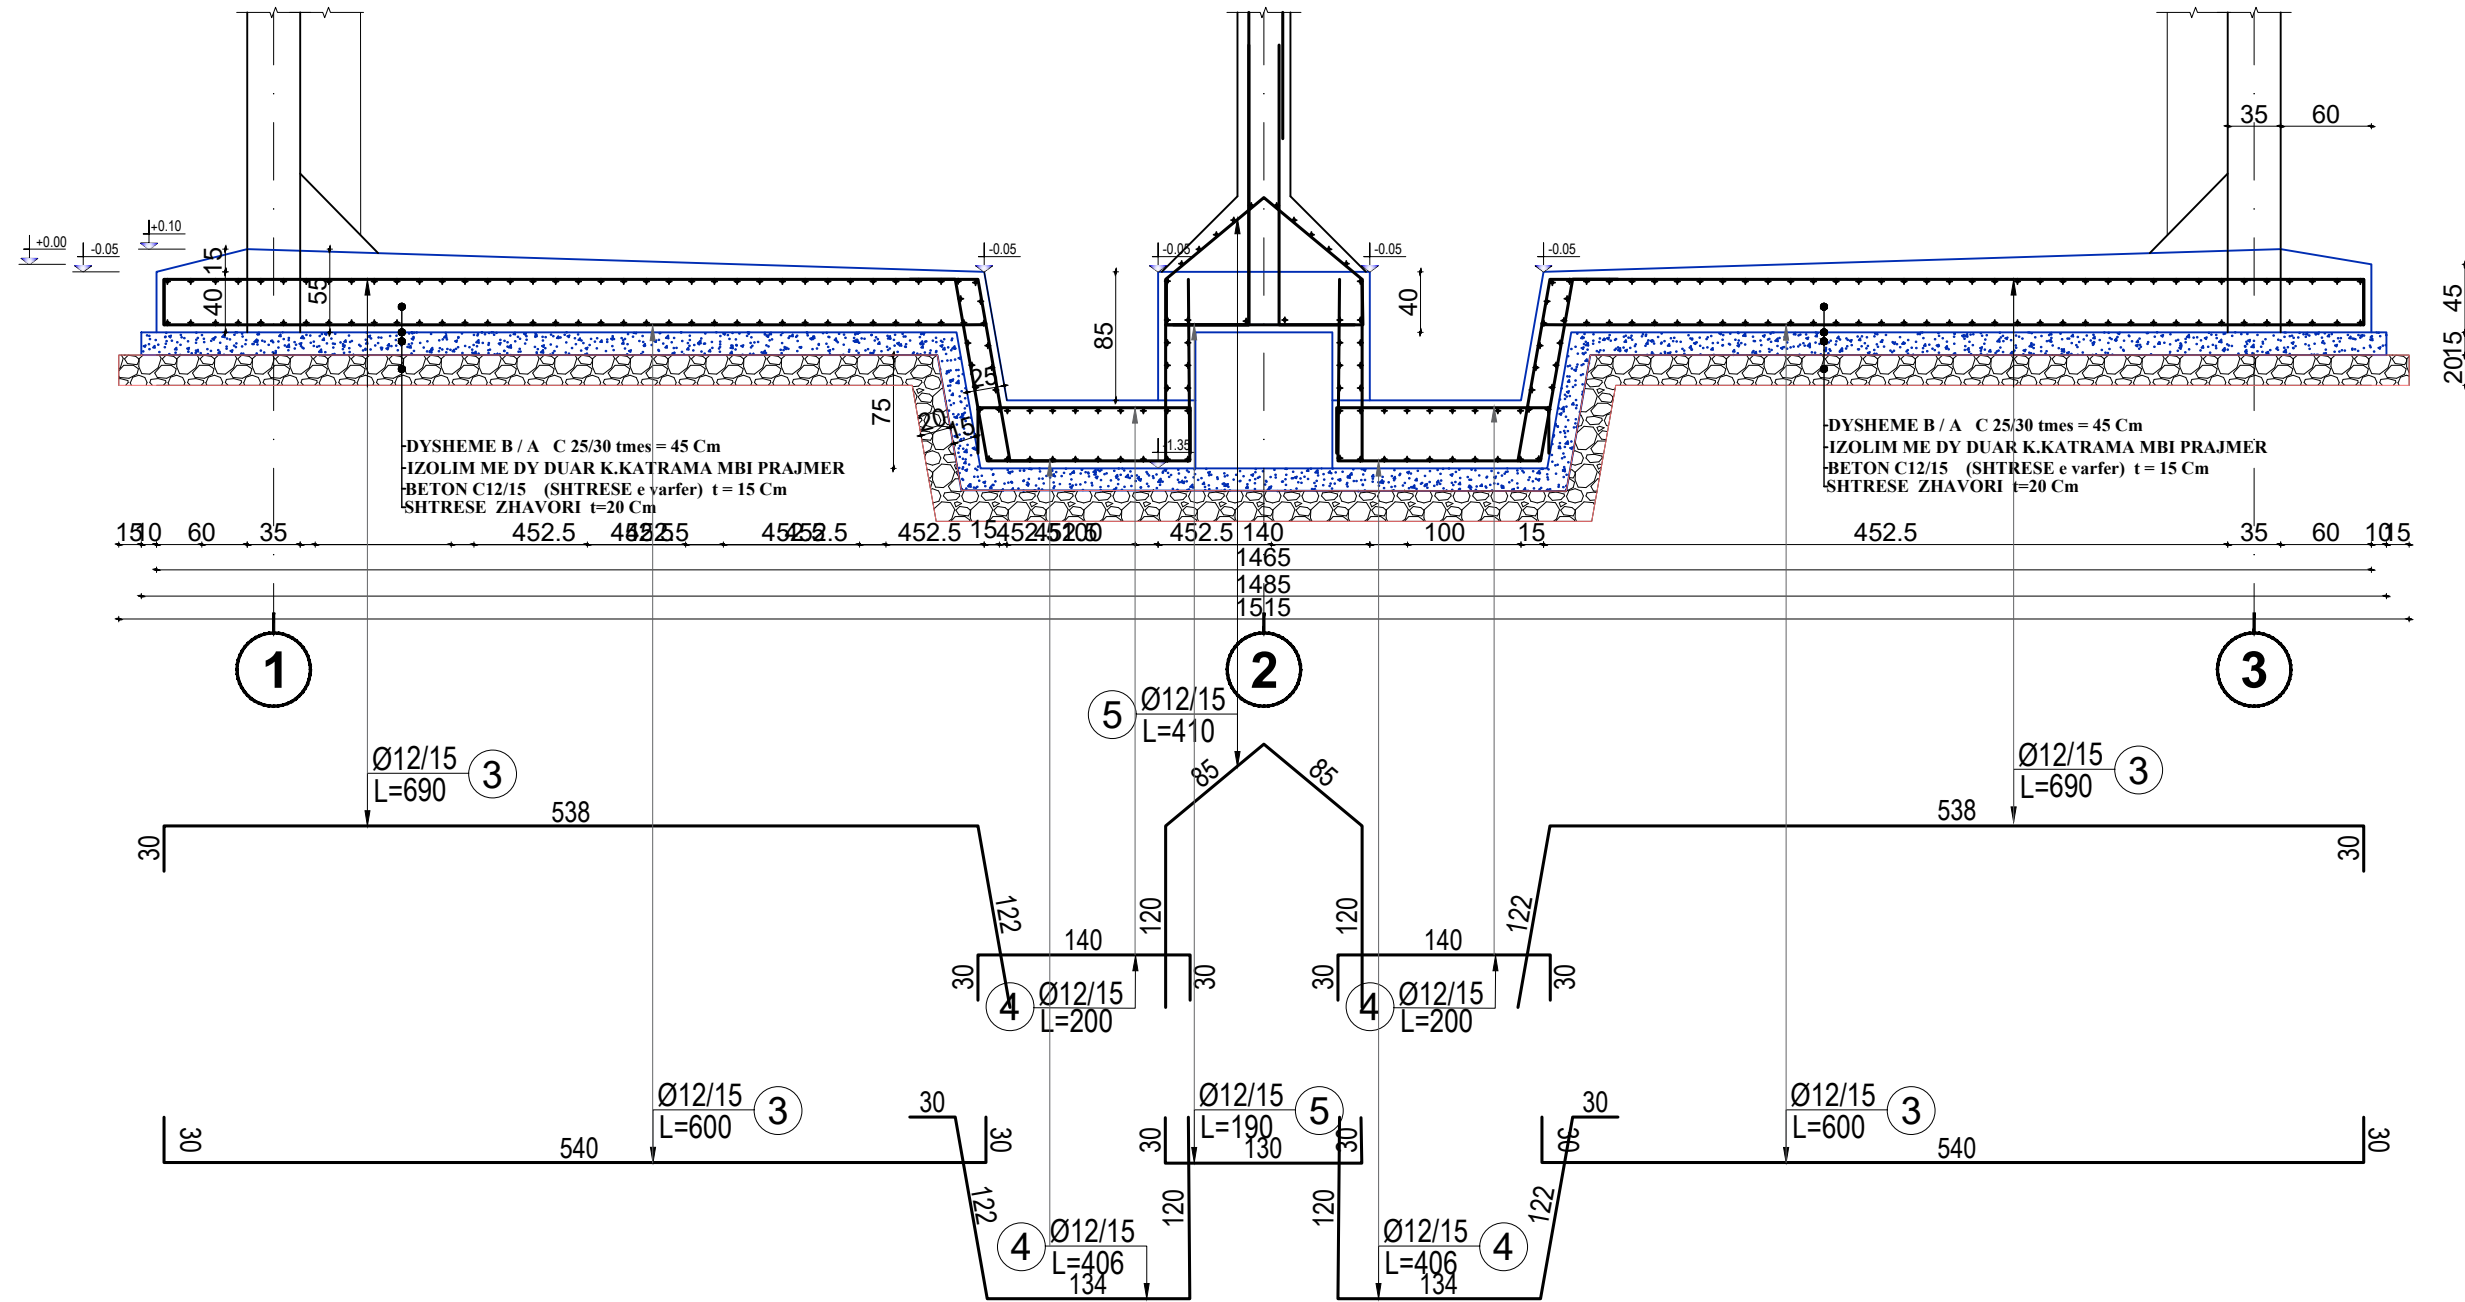 35 60
+0.00
-0.05
+0.10
-0.05
-0.05
-0.05
-0.05
15
40
55
85
40
45
15
20
75
25
20
15
-1.35
-DYSHEME B / A C 25/30 tmes = 45 Cm
-IZOLIM ME DY DUAR K.KATRAMA MBI PRAJMER
-BETON C12/15 (SHTRESE e varfer) t = 15 Cm
-SHTRESE ZHAVORI t=20 Cm
-DYSHEME B / A C 25/30 tmes = 45 Cm
-IZOLIM ME DY DUAR K.KATRAMA MBI PRAJMER
-BETON C12/15 (SHTRESE e varfer) t = 15 Cm
-SHTRESE ZHAVORI t=20 Cm
15 10 60 35 452.5 452.5 15 452.5 100 452.5 140 100 15 452.5 35 60 10 15
1465
1485
1515
1 2 3
5 Ø12/15
L=410
Ø12/15 3
L=690
Ø12/15 3
L=690
85 85
538
538
30
30
122
120
120
122
140
140
30
30
30
30
4 Ø12/15
L=200
4 Ø12/15
L=200
30
30
Ø12/15 3
L=600
Ø12/15 5
L=190
Ø12/15 3
L=600
30
30
30
30
30
30
540
130
540
122
120
120
122
4 Ø12/15
L=406
134
Ø12/15 4
L=406
134